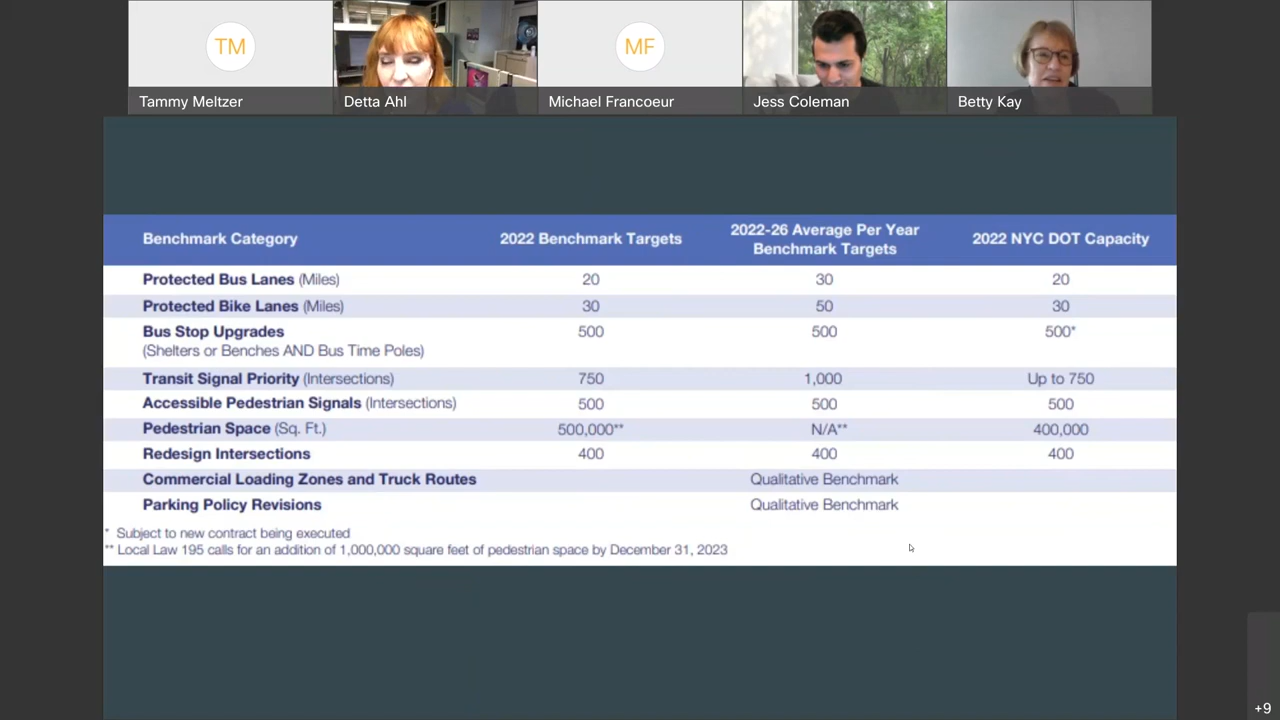 TM
MF
Tammy Meltzer
Detta Ahl
Michael Francoeur
Jess Coleman
Betty Kay
Benchmark Category 2022 Benchmark Targets 2022-26 Average Per Year Benchmark Targets 2022 NYC DOT Capacity
Protected Bus Lanes (Miles) 20 30 20
Protected Bike Lanes (Miles) 30 50 30
Bus Stop Upgrades 500 500 500*
(Shelters or Benches AND Bus Time Poles)
Transit Signal Priority (Intersections) 750 1,000 Up to 750
Accessible Pedestrian Signals (Intersections) 500 500 500
Pedestrian Space (Sq. Ft.) 500,000** N/A** 400,000
Redesign Intersections 400 400 400
Commercial Loading Zones and Truck Routes Qualitative Benchmark
Parking Policy Revisions Qualitative Benchmark
* Subject to new contract being executed
** Local Law 195 calls for an addition of 1,000,000 square feet of pedestrian space by December 31, 2023
+9